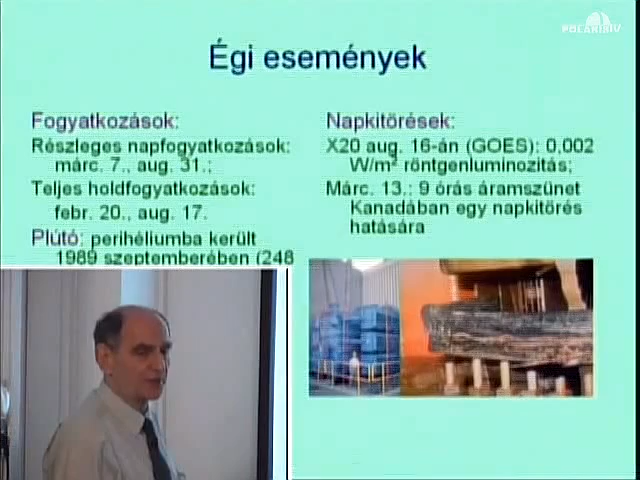 POLARISTV
Égi események
Fogyatkozások:
Részleges napfogyatkozások:
márc. 7., aug. 31.;
Teljes holdfogyatkozások:
febr. 20., aug. 17.
Plútó: perihéliumba került
1989 szeptemberében (248
Napkitörések:
X20 aug. 16-án (GOES): 0,002
W/m² röntgenluminozitás;
Márc. 13.: 9 órás áramszünet
Kanadában egy napkitörés
hatására